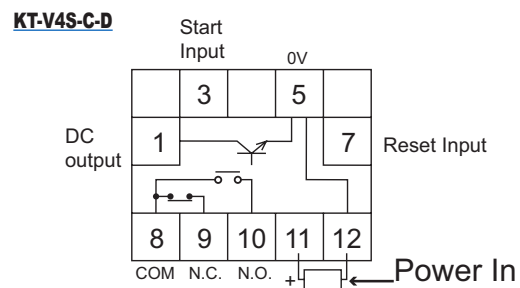 KT-V4S-C-D
Start
Input
0V
3 5
DC
output
1 7
Reset Input
8 9 10 11 12
COM N.C. N.O. +
Power In